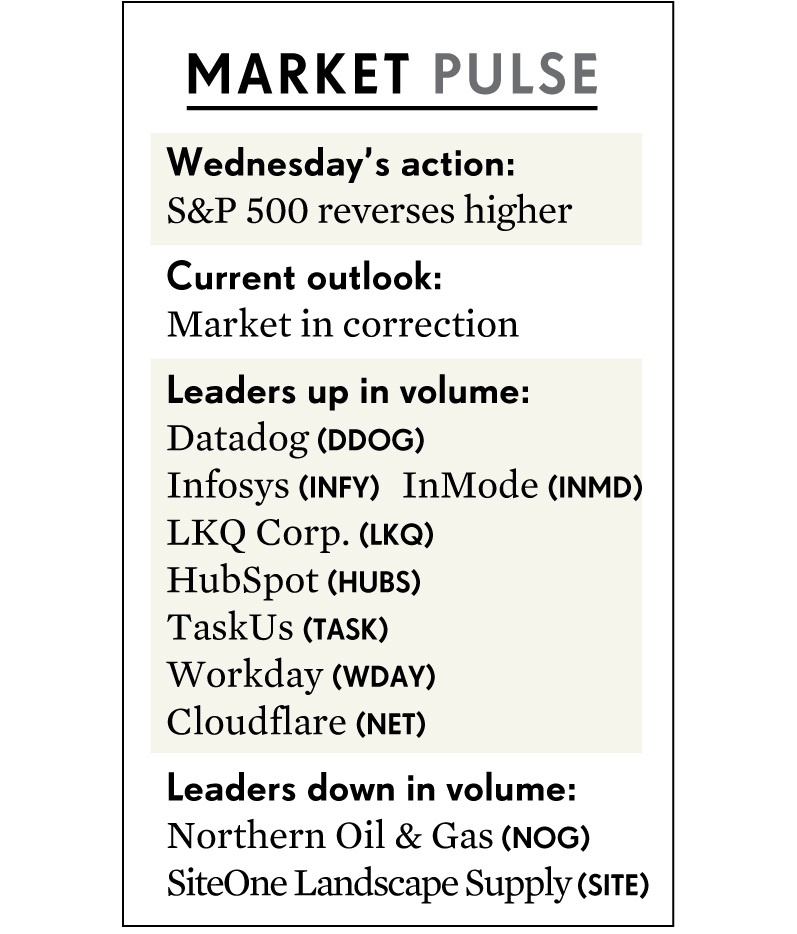 MARKET PULSE
Wednesday’s action:
S&P 500 reverses higher
Current outlook:
Market in correction
Leaders up in volume:
Datadog (DDOG)
Infosys (INFY) InMode (INMD)
LKQ Corp. (LKQ)
HubSpot (HUBS)
TaskUs (TASK)
Workday (WDAY)
Cloudflare (NET)
Leaders down in volume:
Northern Oil & Gas (NOG)
SiteOne Landscape Supply (SITE)